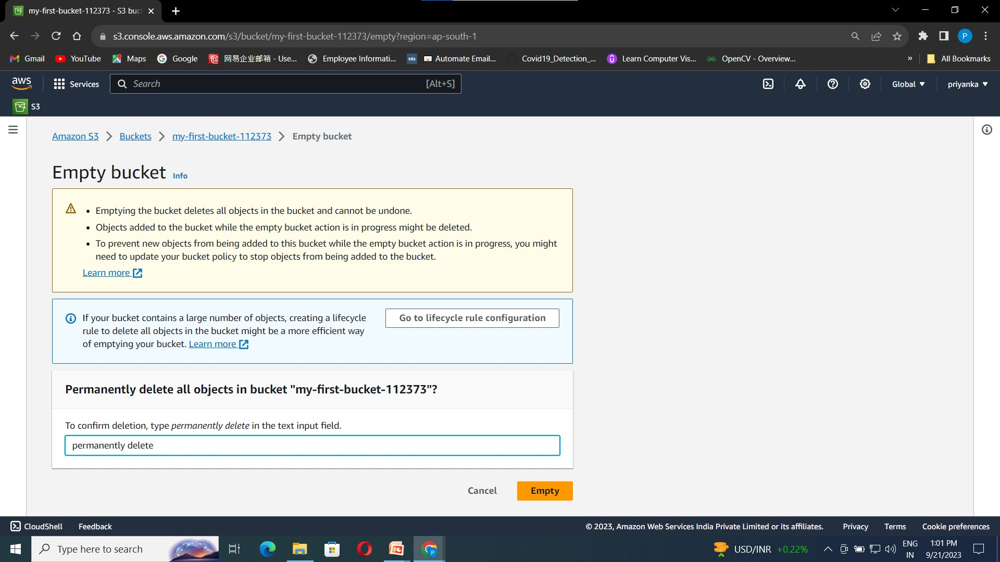 my-first-bucket-112373 - S3 buc
s3.console.aws.amazon.com/s3/bucket/my-first-bucket-112373/empty?region=ap-south-1
P
Gmail
YouTube
Maps
Google
网易企业邮箱 - Use...
Employee Informati...
tds
Automate Email...
Covid19_Detection_...
Learn Computer Vis...
OpenCV - Overview...
»
All Bookmarks
aws
Services
Search
[Alt+S]
Global
priyanka
S3
Amazon S3
Buckets
my-first-bucket-112373
Empty bucket
Empty bucket Info
• Emptying the bucket deletes all objects in the bucket and cannot be undone.
• Objects added to the bucket while the empty bucket action is in progress might be deleted.
• To prevent new objects from being added to this bucket while the empty bucket action is in progress, you might
need to update your bucket policy to stop objects from being added to the bucket.
Learn more
If your bucket contains a large number of objects, creating a lifecycle
rule to delete all objects in the bucket might be a more efficient way
of emptying your bucket. Learn more
Go to lifecycle rule configuration
Permanently delete all objects in bucket "my-first-bucket-112373"?
To confirm deletion, type permanently delete in the text input field.
permanently delete
Cancel
Empty
CloudShell
Feedback
© 2023, Amazon Web Services India Private Limited or its affiliates.
Privacy
Terms
Cookie preferences
Type here to search
USD/INR +0.22%
ENG
IN
1:01 PM
9/21/2023